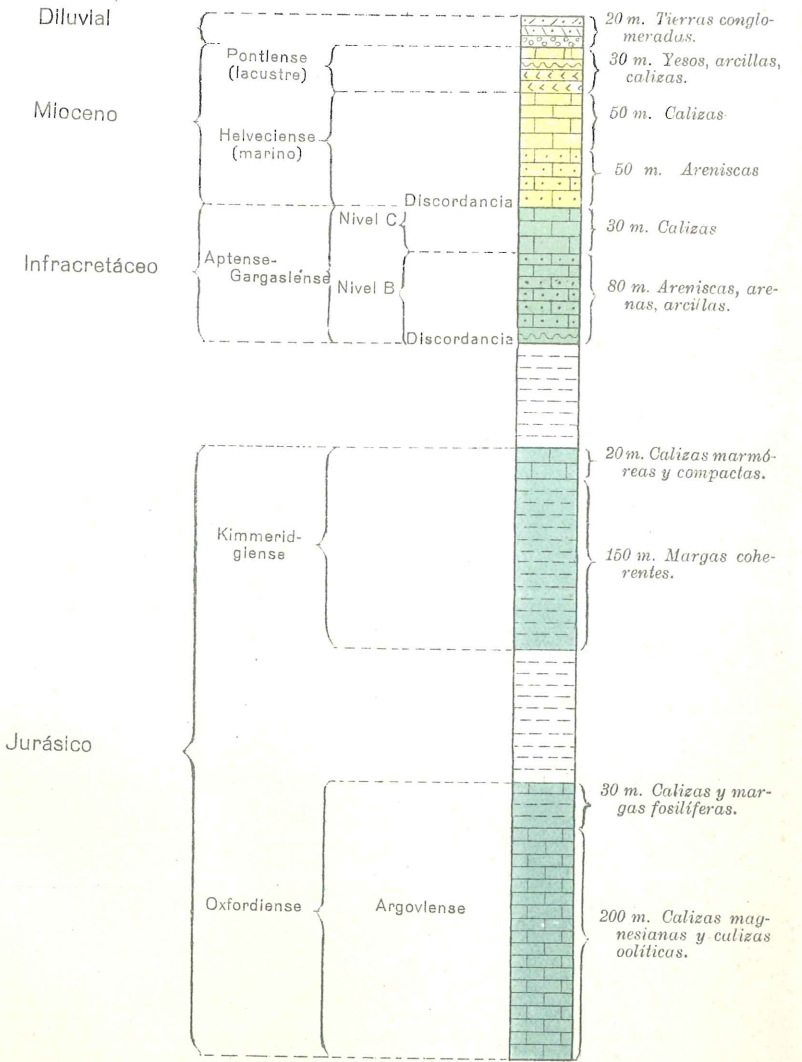 Diluvial
20 m. Tierras conglo-
meradas.
Pontiense
(lacustre)
30 m. Yesos, arcillas,
calizas.
Mioceno
50 m. Calizas
Helveciense
(marino)
50 m. Areniscas
Discordancia
Nivel C
30 m. Calizas
Infracretáceo
Aptense-
Gargasiense
Nivel B
80 m. Areniscas, are-
nas, arcillas.
Discordancia
20 m. Calizas marmó-
reas y compactas.
Kimmerid-
giense
150 m. Margas cohe-
rentes.
Jurásico
30 m. Calizas y mar-
gas fosilíferas.
Oxfordiense
Argoviense
200 m. Calizas mag-
nesianas y calizas
oolíticas.